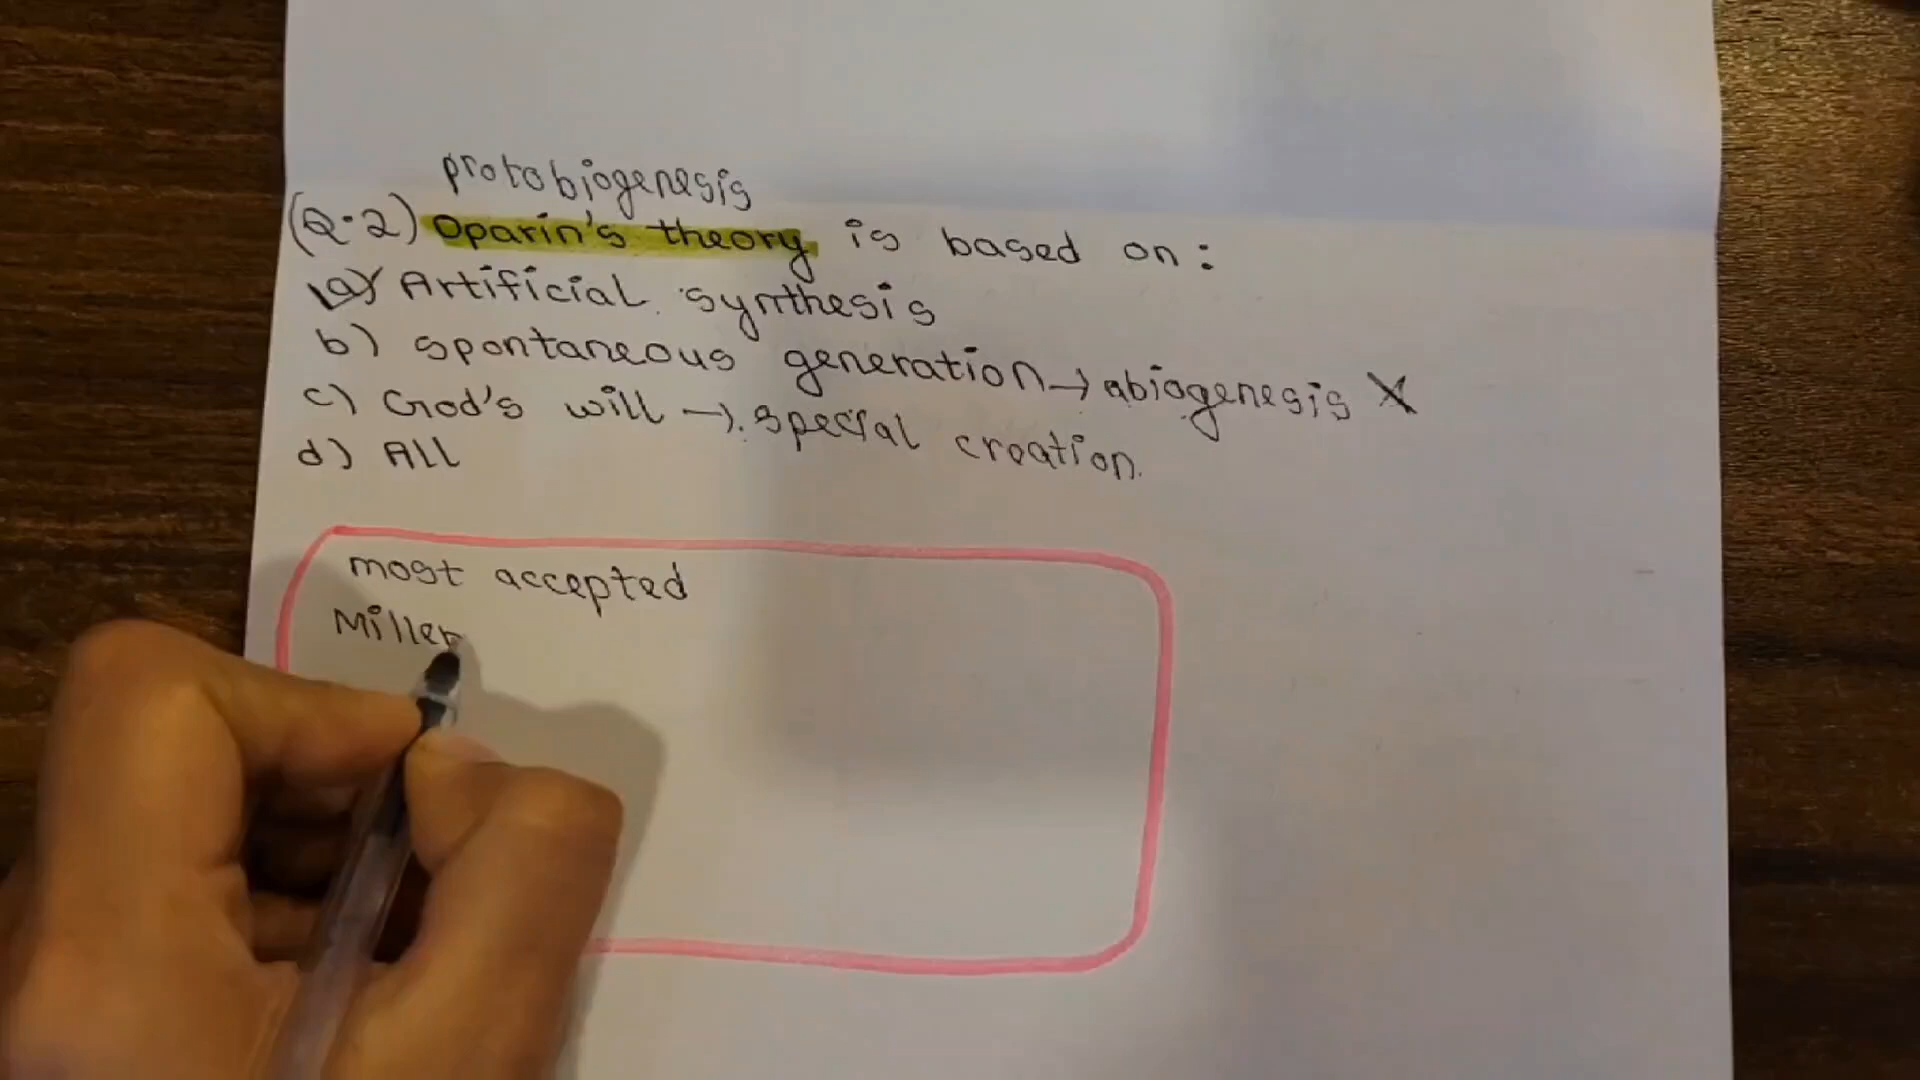 protobiogenesis
(Q.2) Oparin's theory is based on:
a) Artificial synthesis
b) spontaneous generation → abiogenesis X
c) God's will → special creation.
d) All
most accepted
Miller